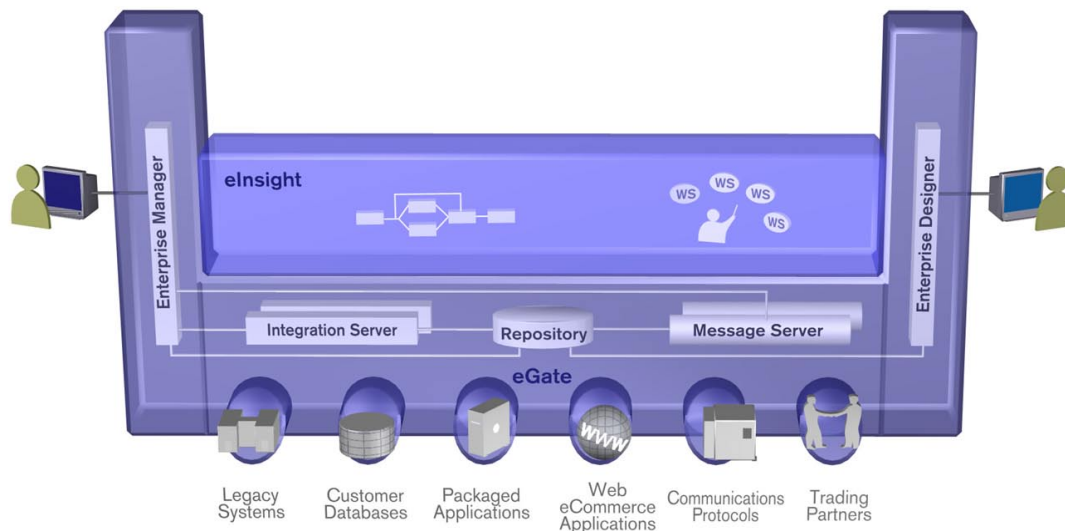 eInsight
WS
WS
WS
WS
Enterprise Manager
Enterprise Designer
Integration Server
Repository
Message Server
eGate
WWW
Legacy
Systems
Customer
Databases
Packaged
Applications
Web
eCommerce
Applications
Communications
Protocols
Trading
Partners